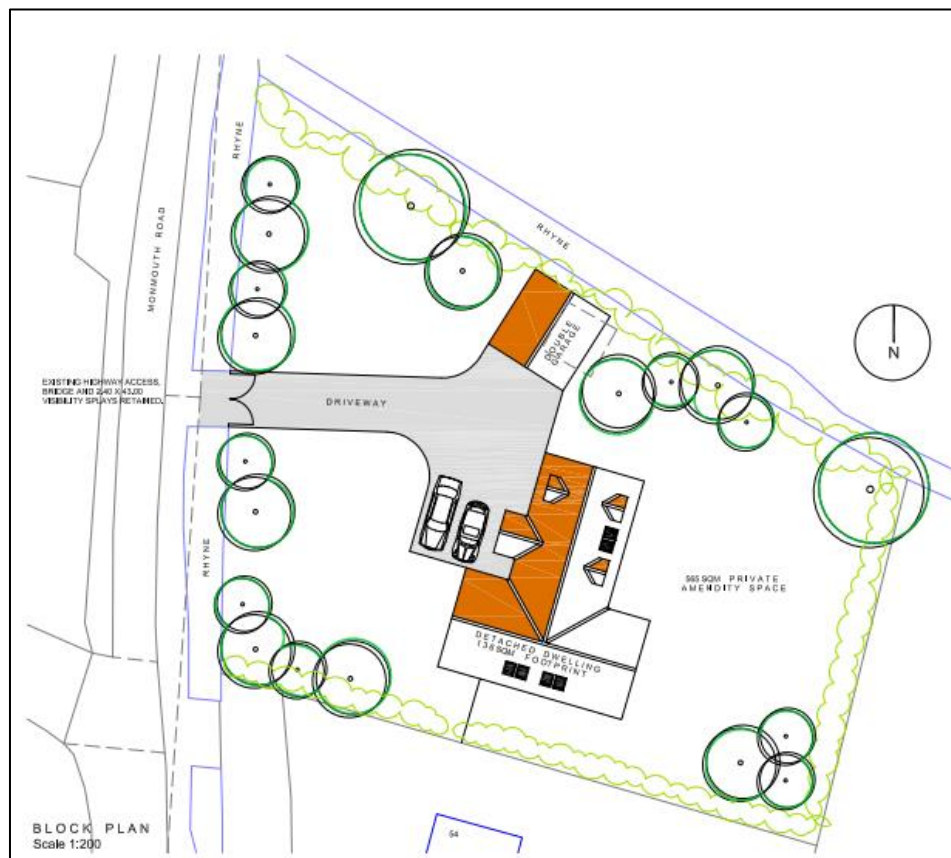 RHYNE
MONMOUTH ROAD
RHYNE
DOUBLE
GARAGE
N
EXISTING HIGHWAY ACCESS,
BRIDGE AND 2.40 X 43.00
VISIBILITY SPLAYS RETAINED.
DRIVEWAY
RHYNE
565 SQM PRIVATE
AMENDITY SPACE
DETACHED DWELLING
138 SQM FOOTPRINT
BLOCK PLAN
Scale 1:200
54